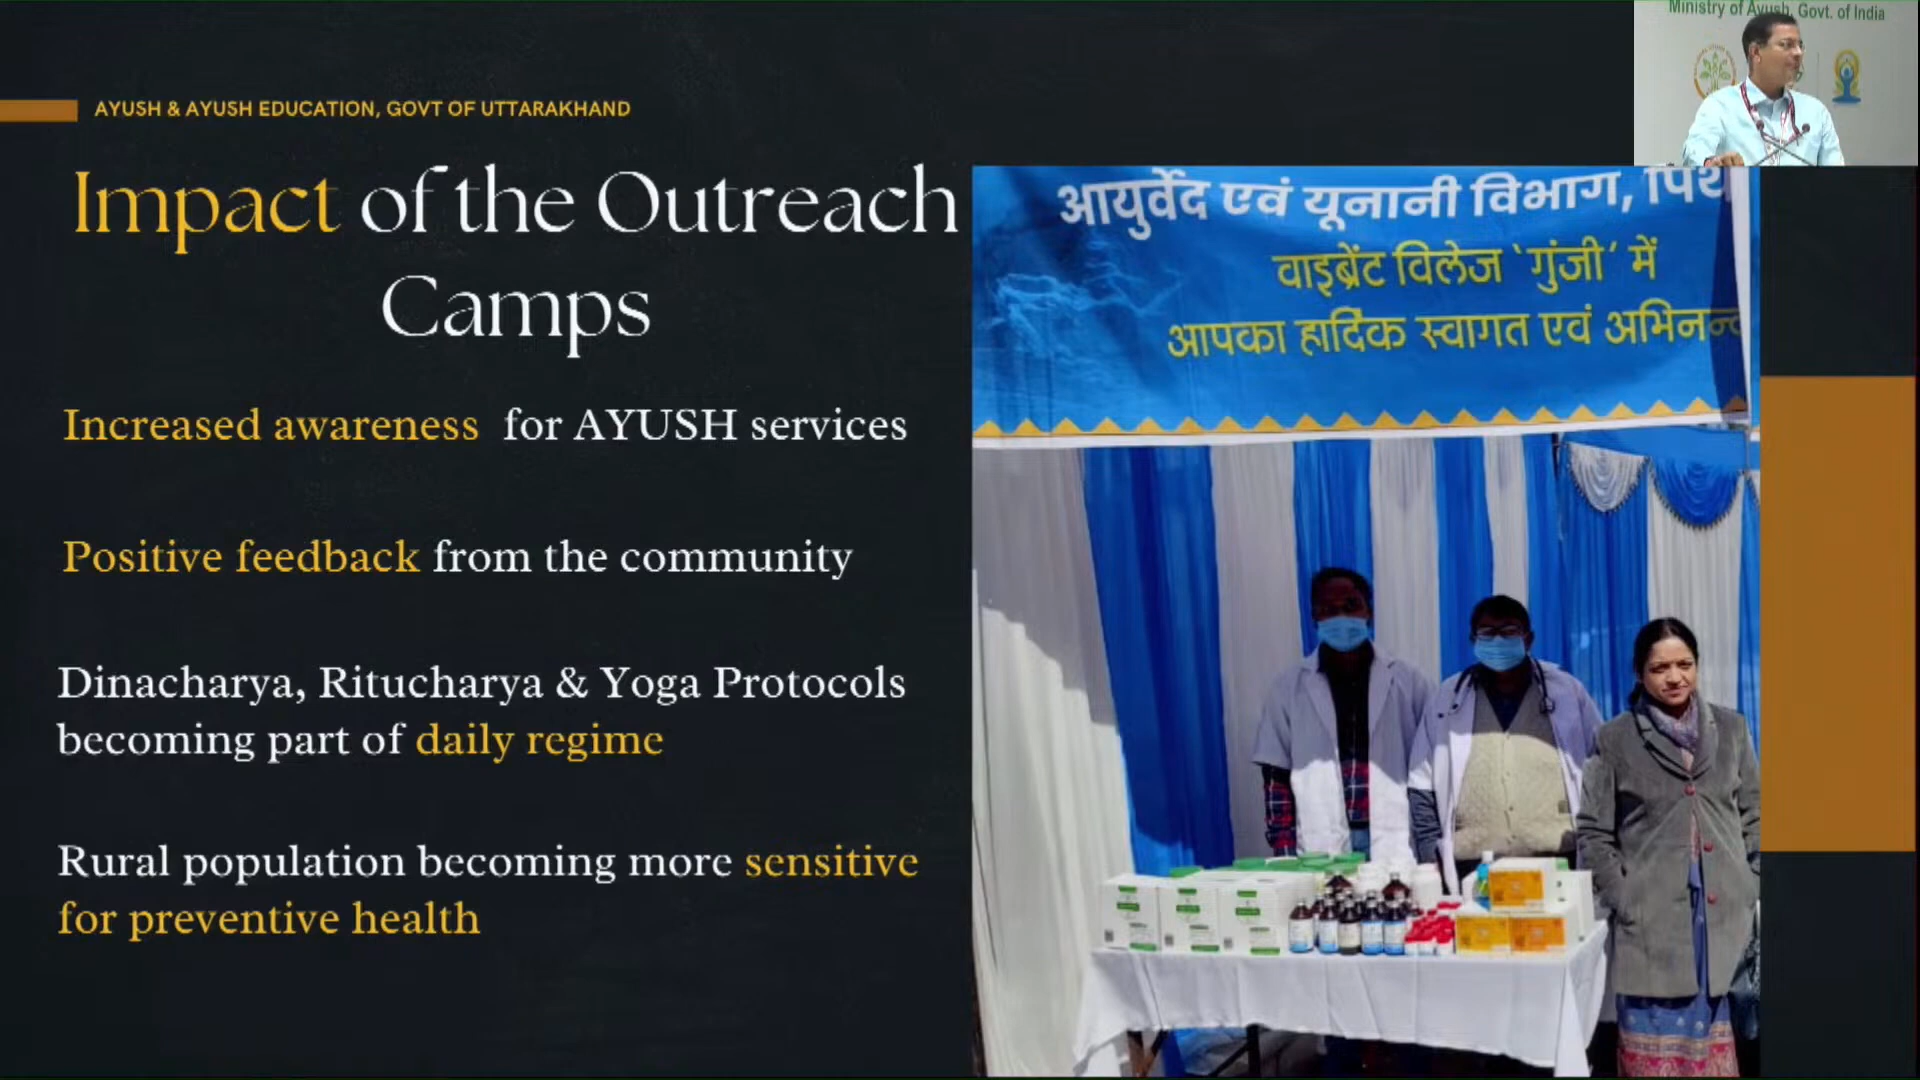 Ministry of Ayush, Govt. of India
AYUSH & AYUSH EDUCATION, GOVT OF UTTARAKHAND
Impact of the Outreach
Camps
Increased awareness for AYUSH services
Positive feedback from the community
Dinacharya, Ritucharya & Yoga Protocols
becoming part of daily regime
Rural population becoming more sensitive
for preventive health
आयुर्वेद एवं यूनानी विभाग,
वाइब्रेंट विलेज ‘गुंजी’ में
आपका हार्दिक स्वागत एवं